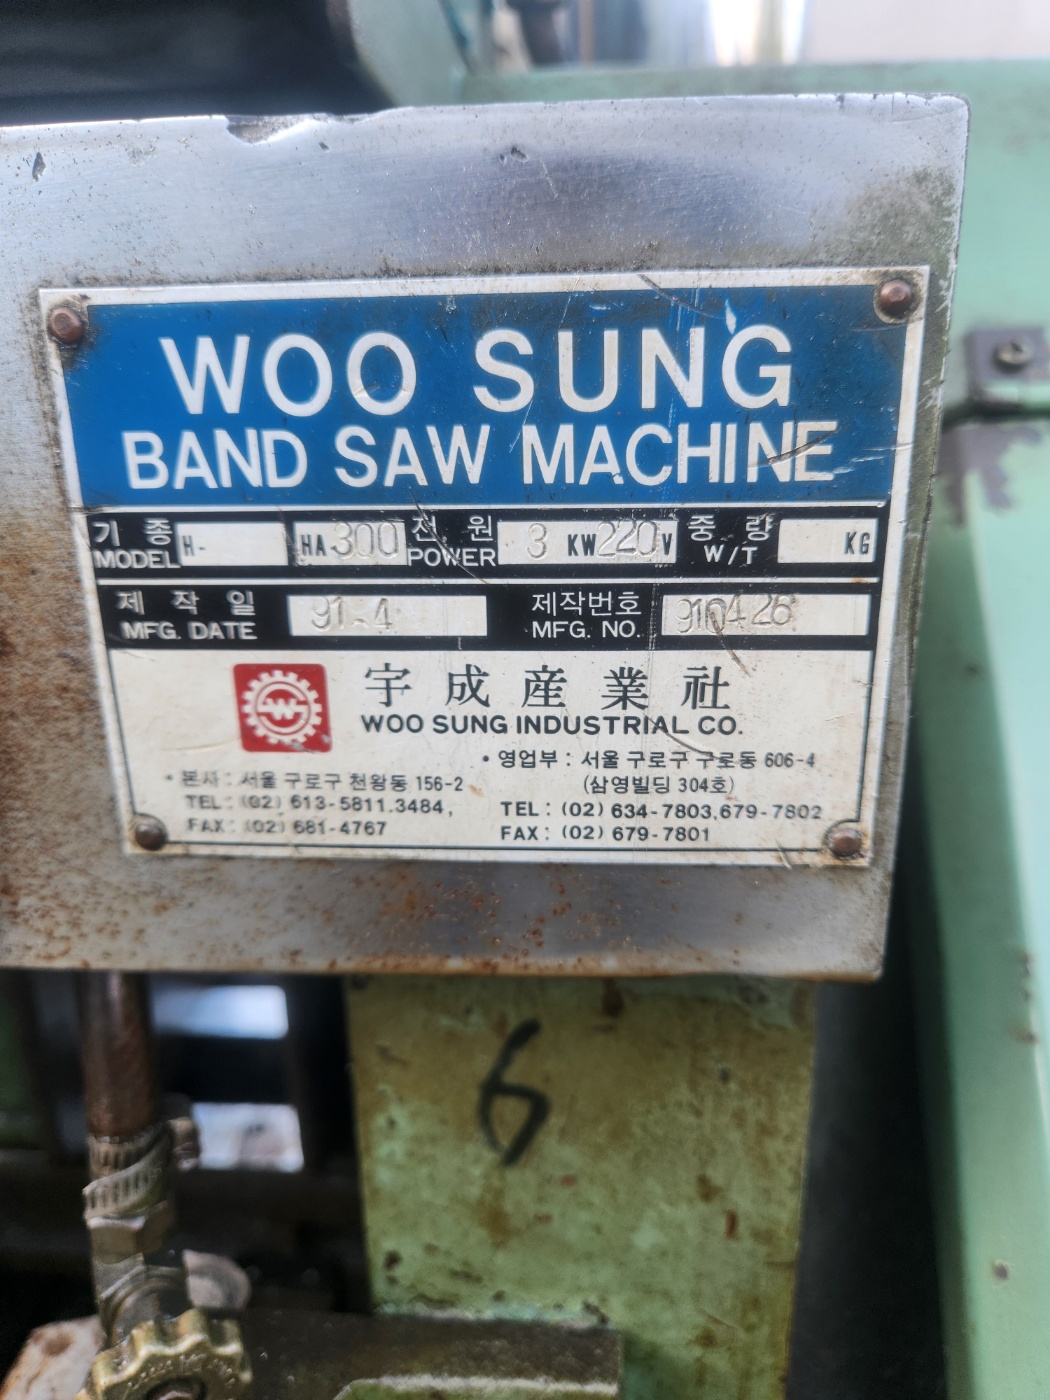 WOO SUNG
BAND SAW MACHINE
기 종 H- HA-300 전 원 3 KW 220 V 중 량 KG
MODEL POWER W/T
제 작 일 91-4 제작번호 910426
MFG. DATE MFG. NO.
W
宇成産業社
WOO SUNG INDUSTRIAL CO.
• 영업부 : 서울 구로구 구로동 606-4
• 본사 : 서울 구로구 천왕동 156-2 (삼영빌딩 304호)
TEL : (02) 613-5811.3484, TEL : (02) 634-7803,679-7802
FAX : (02) 681-4767 FAX : (02) 679-7801
6